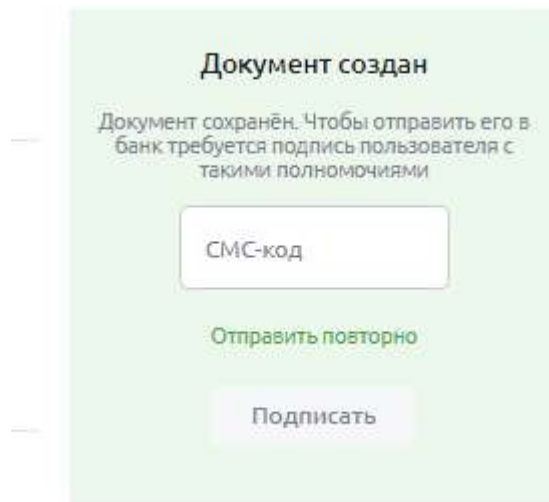 Документ создан
Документ сохранён. Чтобы отправить его в
банк требуется подпись пользователя с
такими полномочиями
СМС-код
Отправить повторно
Подписать